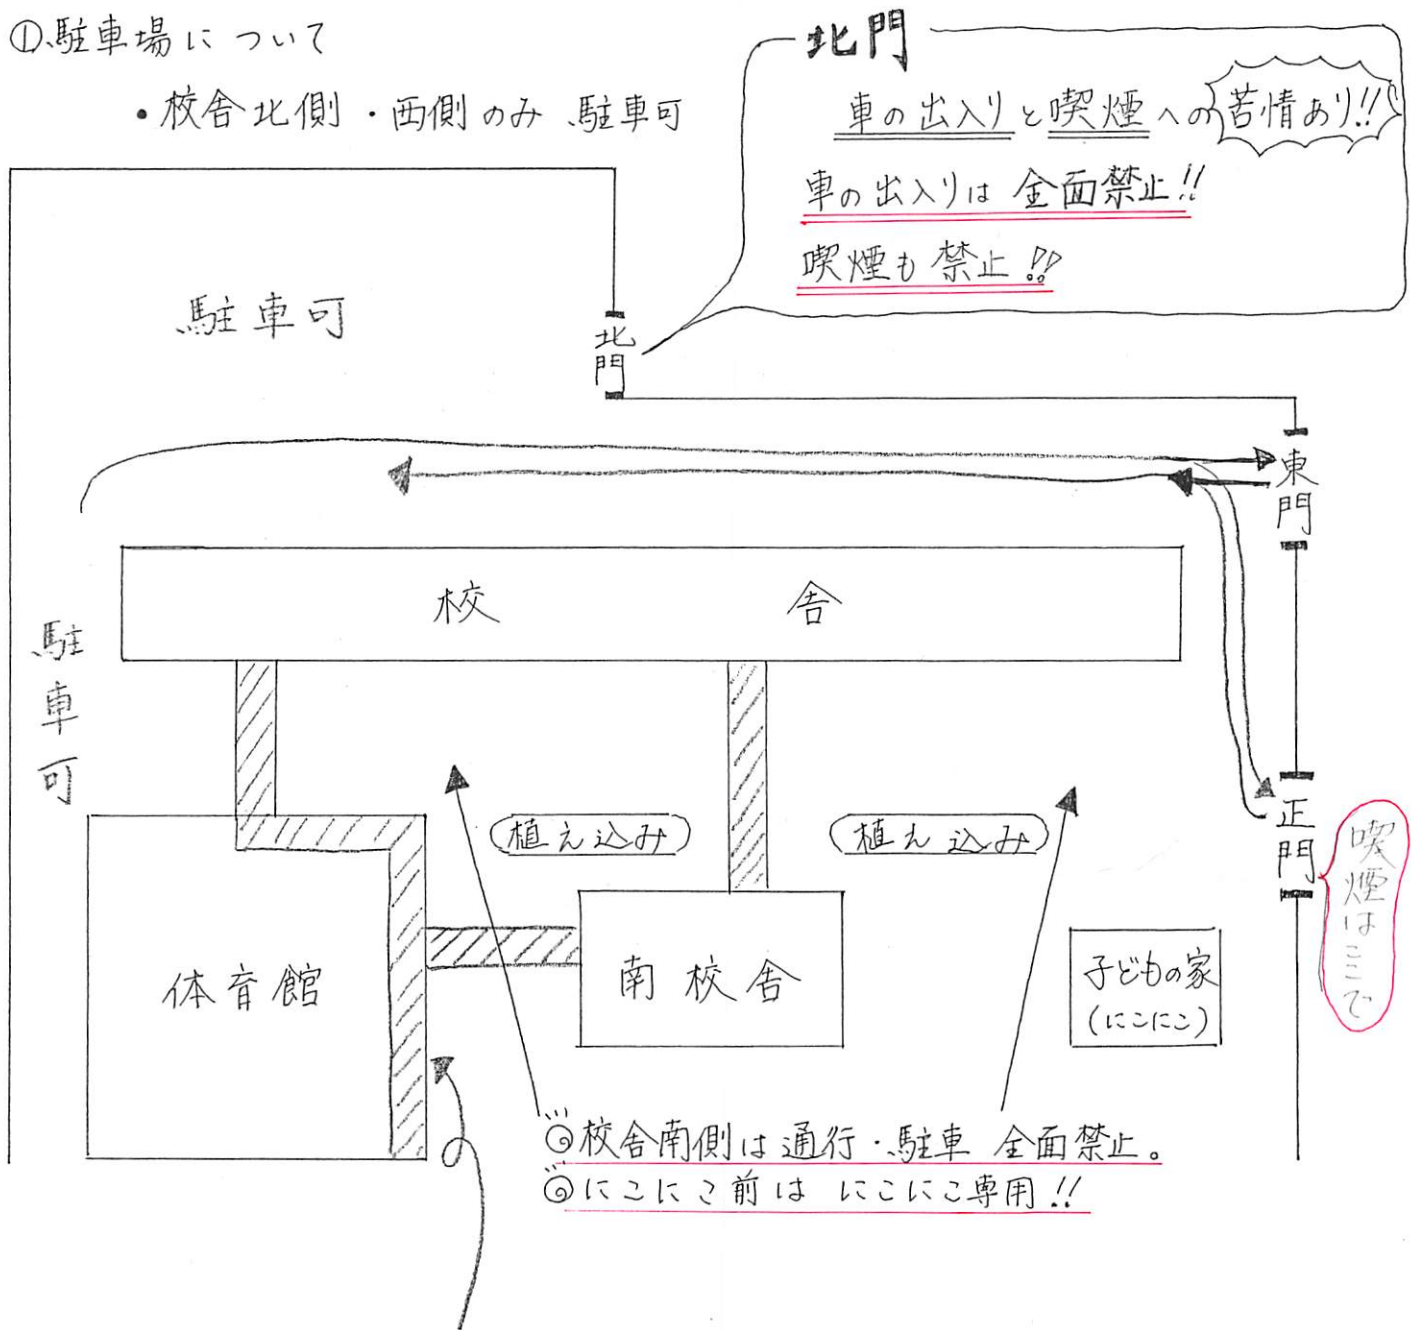 ①駐車場について
・校舎北側・西側のみ駐車可
北門
車の出入りと喫煙への苦情あり!!
車の出入りは全面禁止!!
喫煙も禁止!!
駐車可
北門
東門
校舎
駐車可
植え込み
植え込み
正門
喫煙はここで
体育館
南校舎
子どもの家
(にこにこ)
◎校舎南側は通行・駐車 全面禁止。
◎にこにこ前は にこにこ専用!!